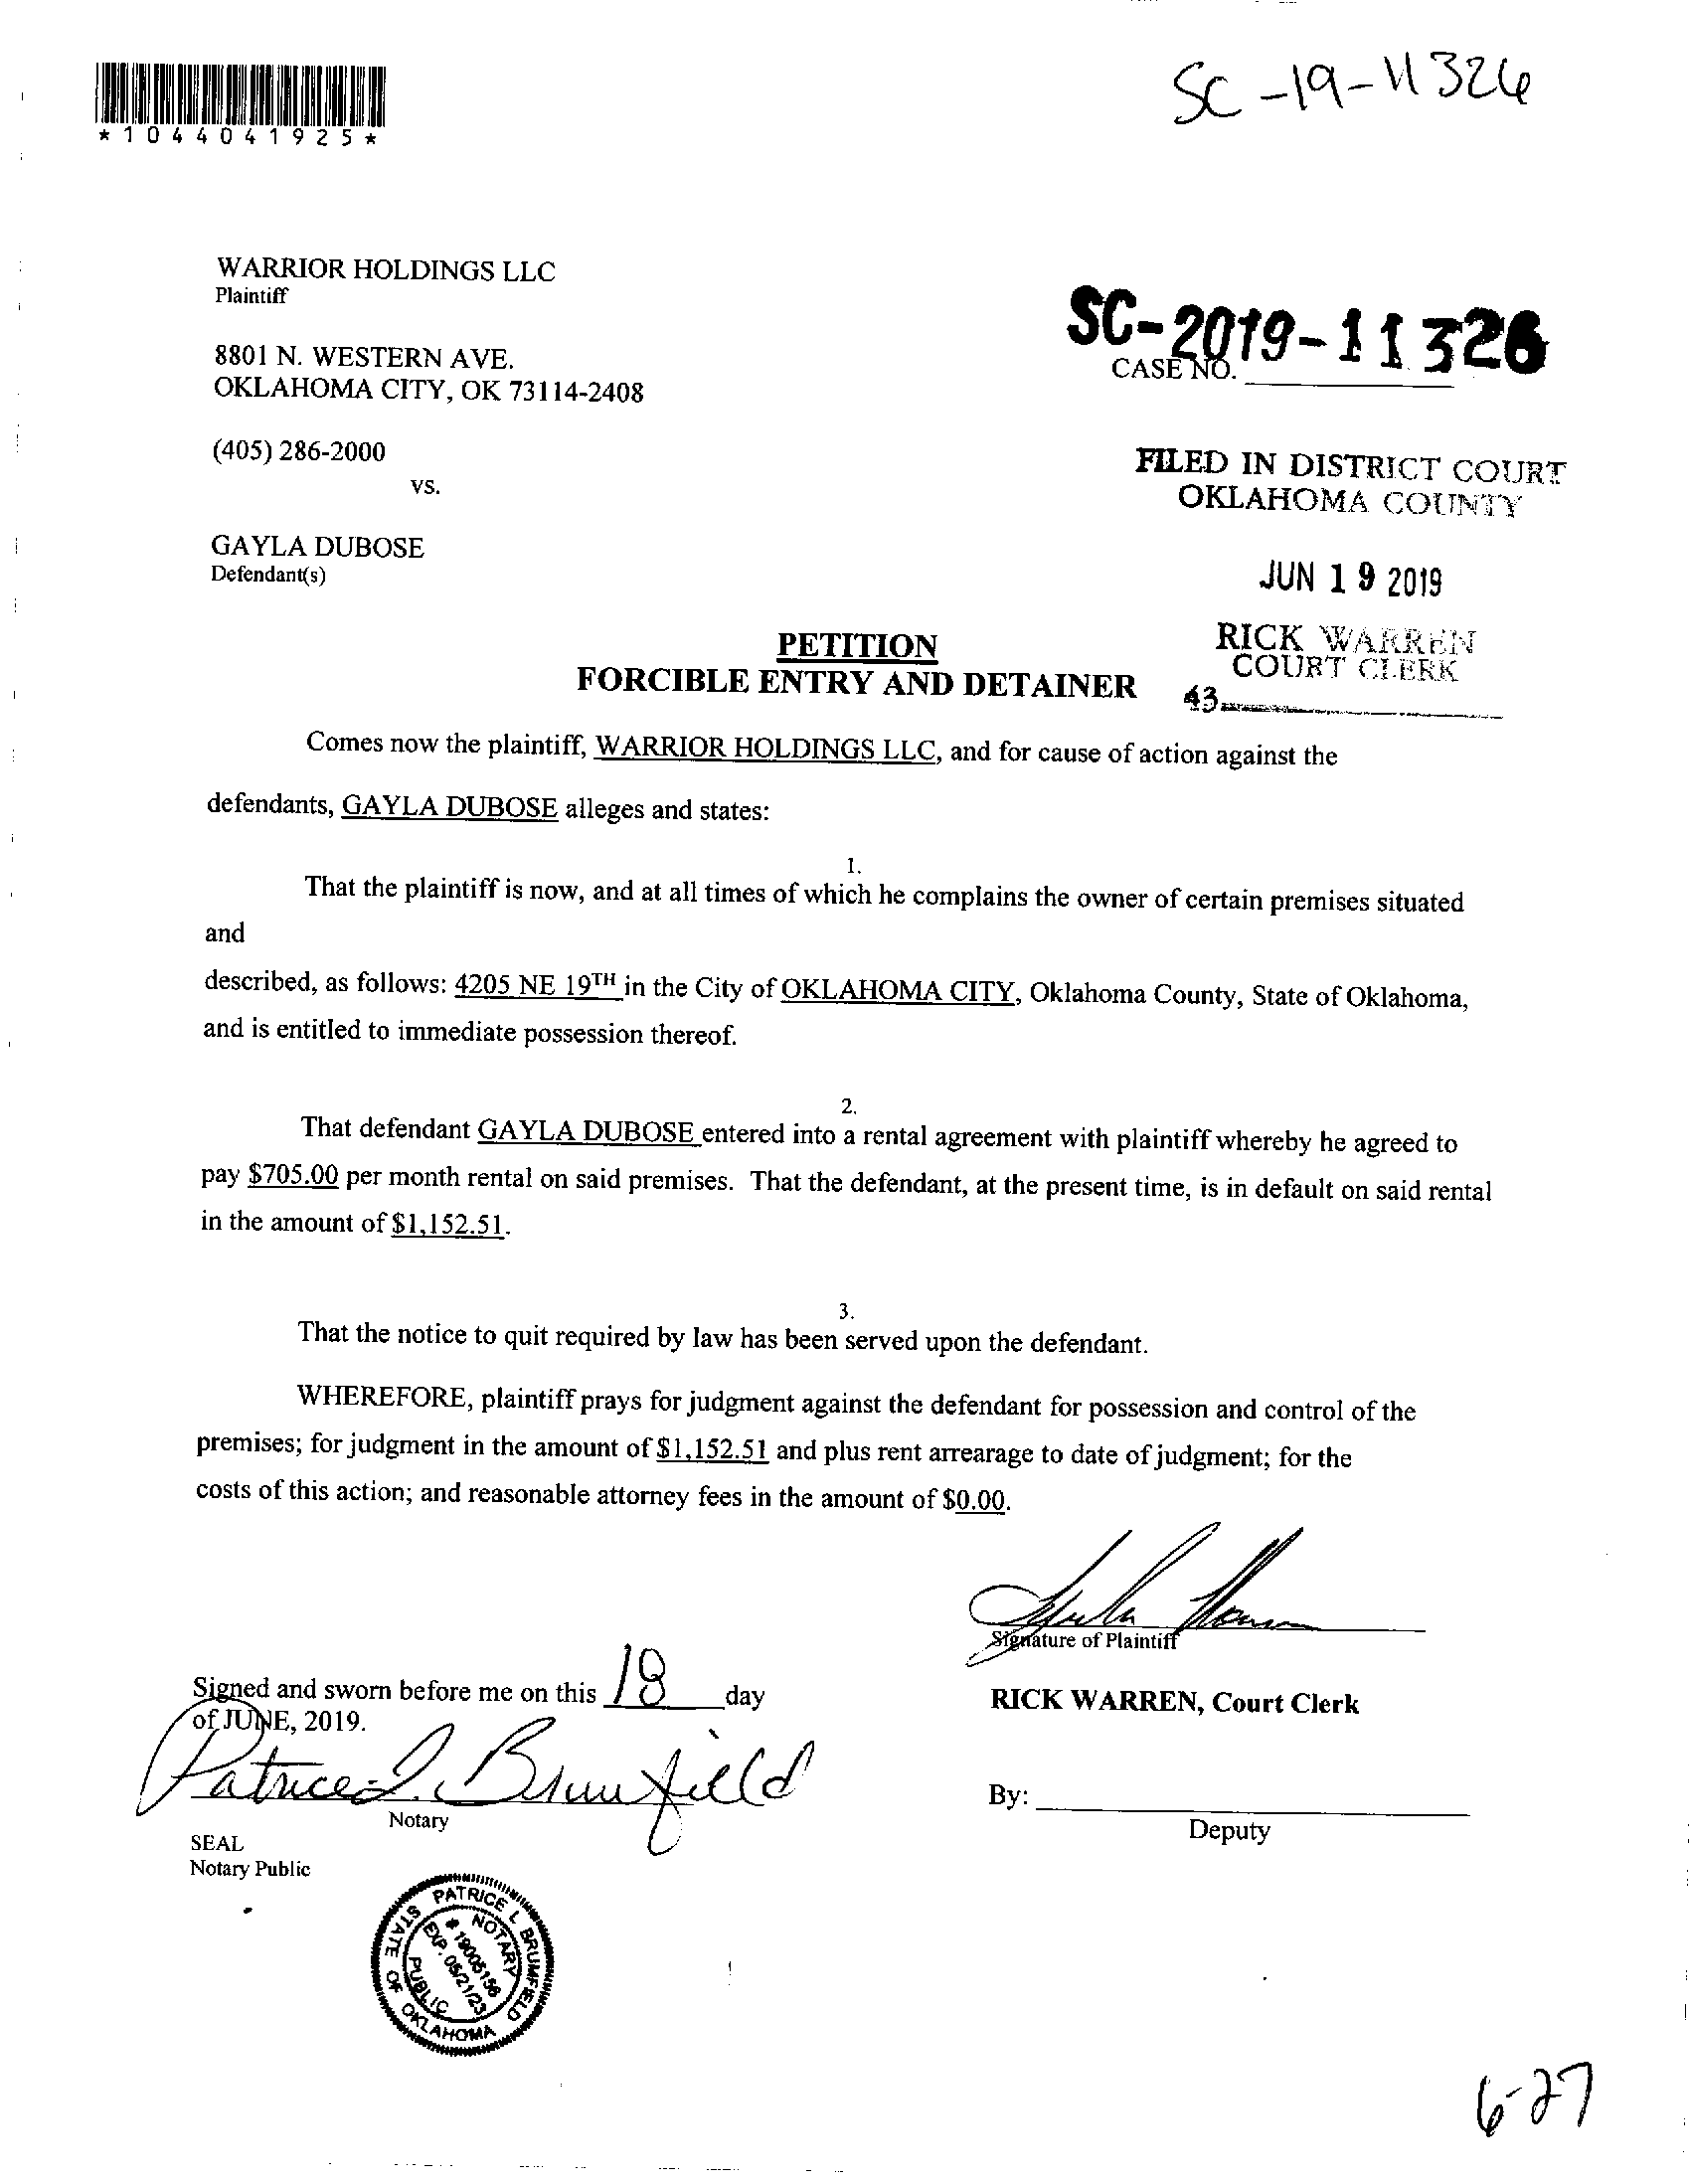 SC-19-11326
*1044041925*
WARRIOR HOLDINGS LLC
Plaintiff
8801 N. WESTERN AVE.
OKLAHOMA CITY, OK 73114-2408
SC-2019-11326
CASE NO.
(405) 286-2000
vs.
FILED IN DISTRICT COURT
OKLAHOMA COUNTY
GAYLA DUBOSE
Defendant(s)
JUN 19 2019
RICK WARREN
COURT CLERK
43
PETITION
FORCIBLE ENTRY AND DETAINER
Comes now the plaintiff, WARRIOR HOLDINGS LLC, and for cause of action against the
defendants, GAYLA DUBOSE alleges and states:
1.
That the plaintiff is now, and at all times of which he complains the owner of certain premises situated
and
described, as follows: 4205 NE 19TH in the City of OKLAHOMA CITY, Oklahoma County, State of Oklahoma,
and is entitled to immediate possession thereof.
2.
That defendant GAYLA DUBOSE entered into a rental agreement with plaintiff whereby he agreed to
pay $705.00 per month rental on said premises. That the defendant, at the present time, is in default on said rental
in the amount of $1,152.51.
3.
That the notice to quit required by law has been served upon the defendant.
WHEREFORE, plaintiff prays for judgment against the defendant for possession and control of the
premises; for judgment in the amount of $1,152.51 and plus rent arrearage to date of judgment; for the
costs of this action; and reasonable attorney fees in the amount of $0.00.
Signature of Plaintiff
Signed and sworn before me on this 18 day
of JUNE, 2019.
RICK WARREN, Court Clerk
Patrice L. Brumfield
Notary
By:
Deputy
SEAL
Notary Public
PATRICE L BRUMFIELD
NOTARY
# 19005156
EXP. 05/21/23
PUBLIC
STATE OF OKLAHOMA
6-27